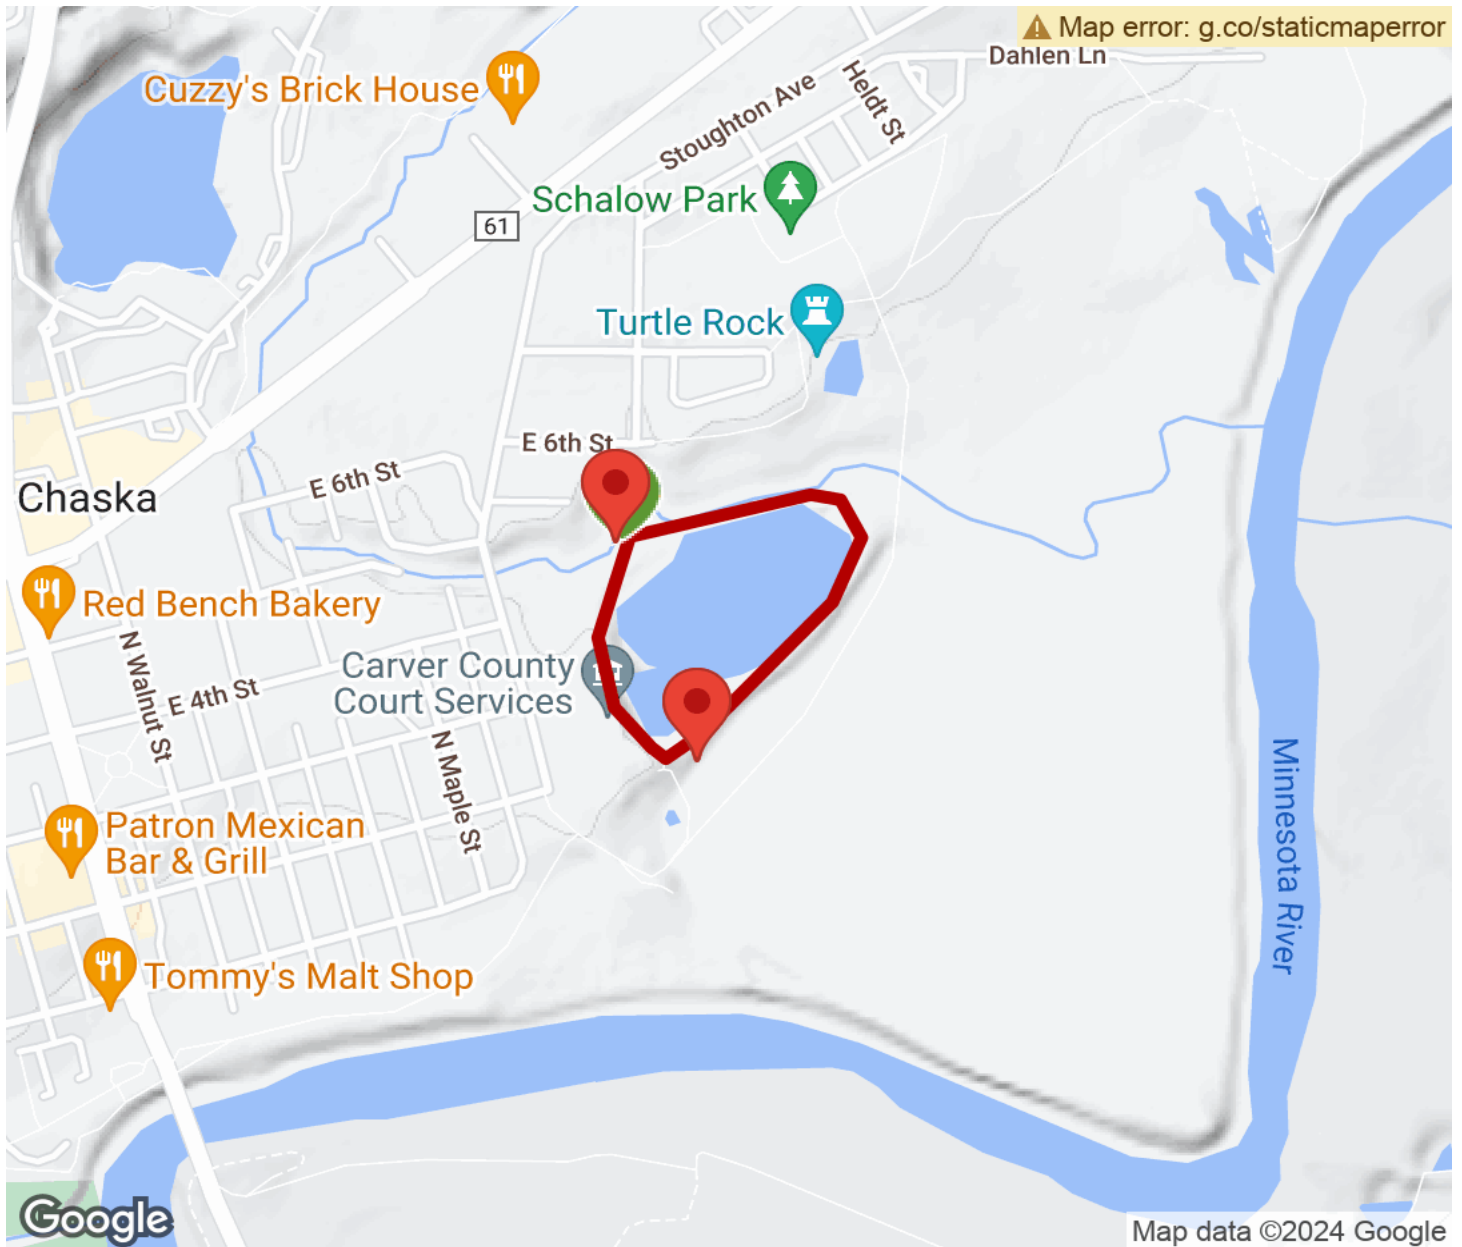 Map error: g.co/staticmaperror
Dahlen Ln
Cuzzy's Brick House
Stoughton Ave
Heldt St
Schalow Park
61
Turtle Rock
E 6th St
E 6th St
Chaska
Red Bench Bakery
N Walnut St
E 4th St
Carver County
Court Services
N Maple St
Minnesota River
Patron Mexican
Bar & Grill
Tommy's Malt Shop
Google
Map data ©2024 Google